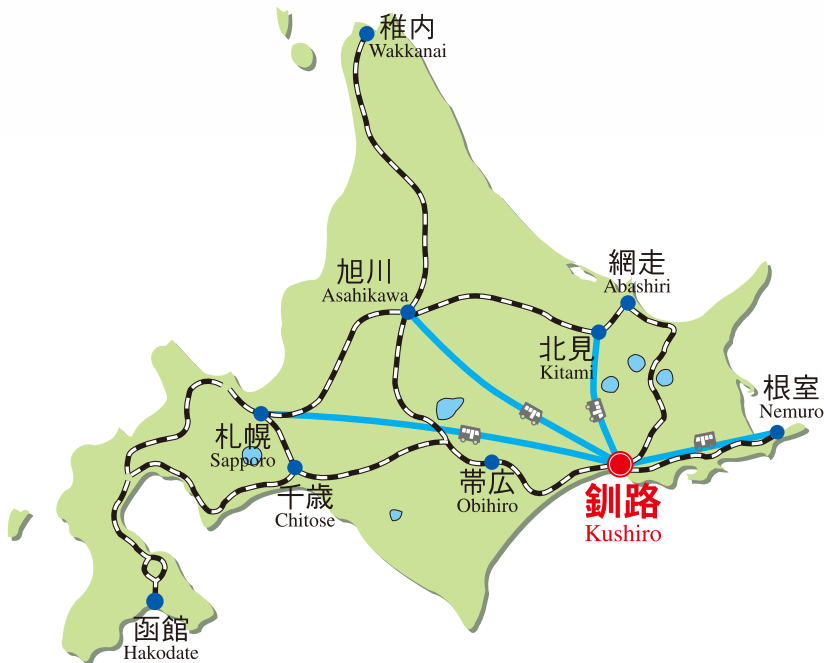 稚内
Wakkanai
旭川
Asahikawa
網走
Abashiri
北見
Kitami
根室
Nemuro
札幌
Sapporo
千歳
Chitose
帯広
Obihiro
釧路
Kushiro
函館
Hakodate